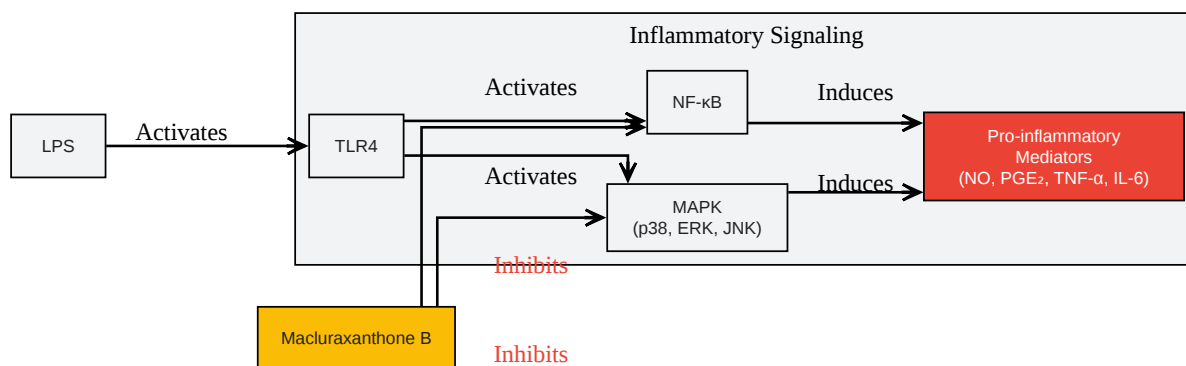 Inflammatory Signaling
Activates
NF-κB
Induces
LPS
Activates
TLR4
Pro-inflammatory
Mediators
(NO, PGE₂, TNF-α, IL-6)
Activates
Induces
MAPK
(p38, ERK, JNK)
Inhibits
Macluraxanthone B
Inhibits